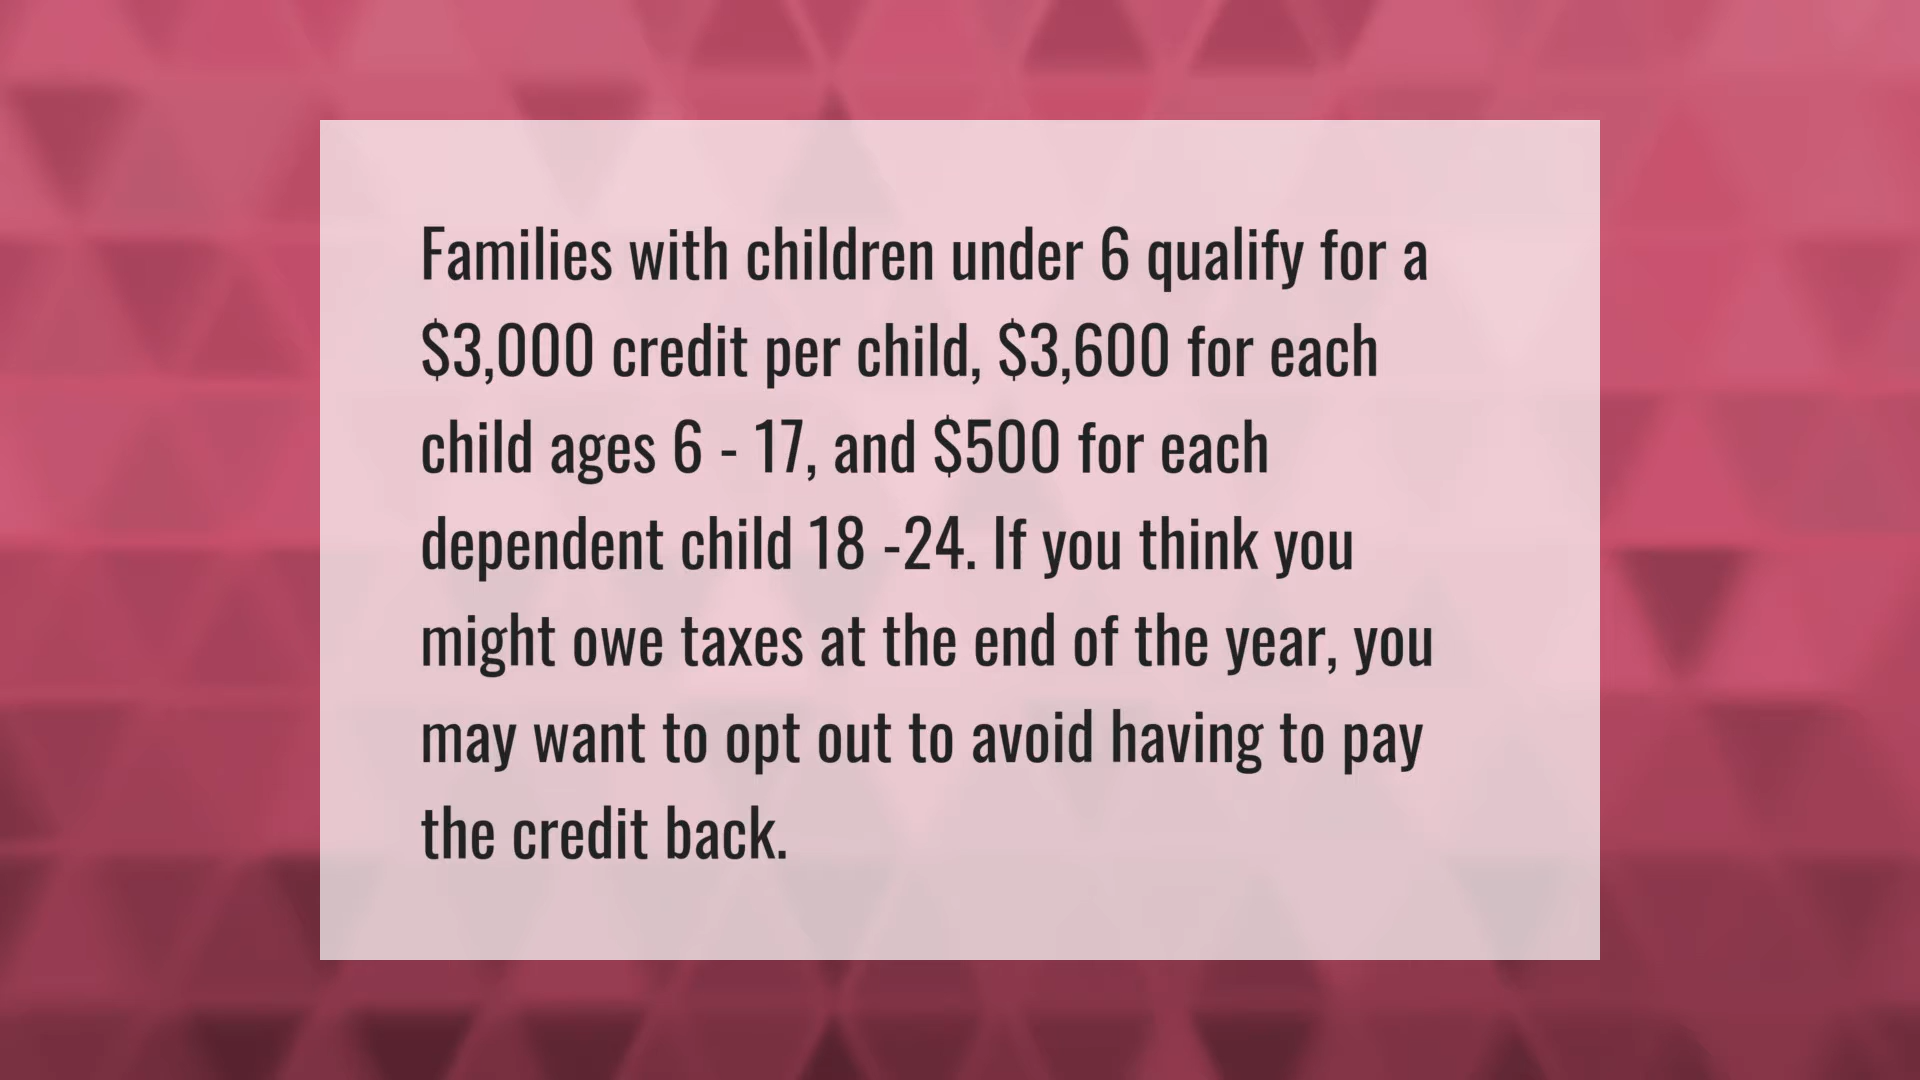 Families with children under 6 qualify for a
$3,000 credit per child, $3,600 for each
child ages 6 - 17, and $500 for each
dependent child 18 -24. If you think you
might owe taxes at the end of the year, you
may want to opt out to avoid having to pay
the credit back.